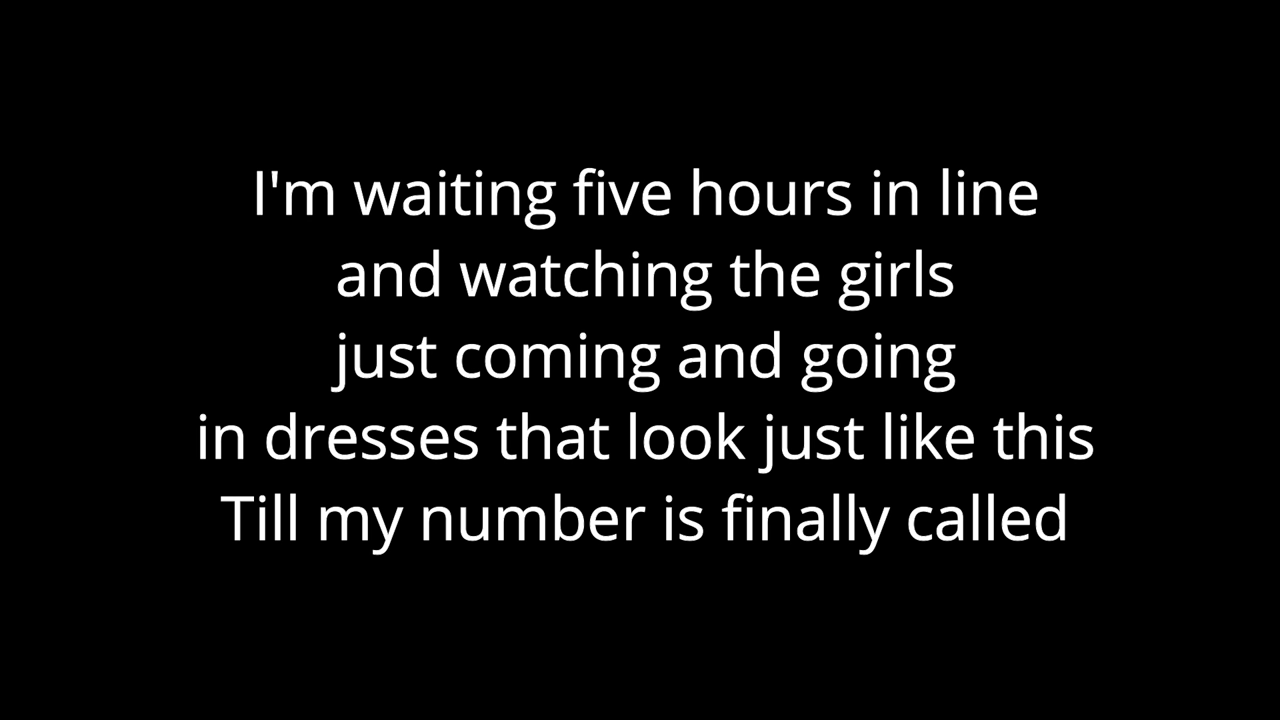 I'm waiting five hours in line
and watching the girls
just coming and going
in dresses that look just like this
Till my number is finally called